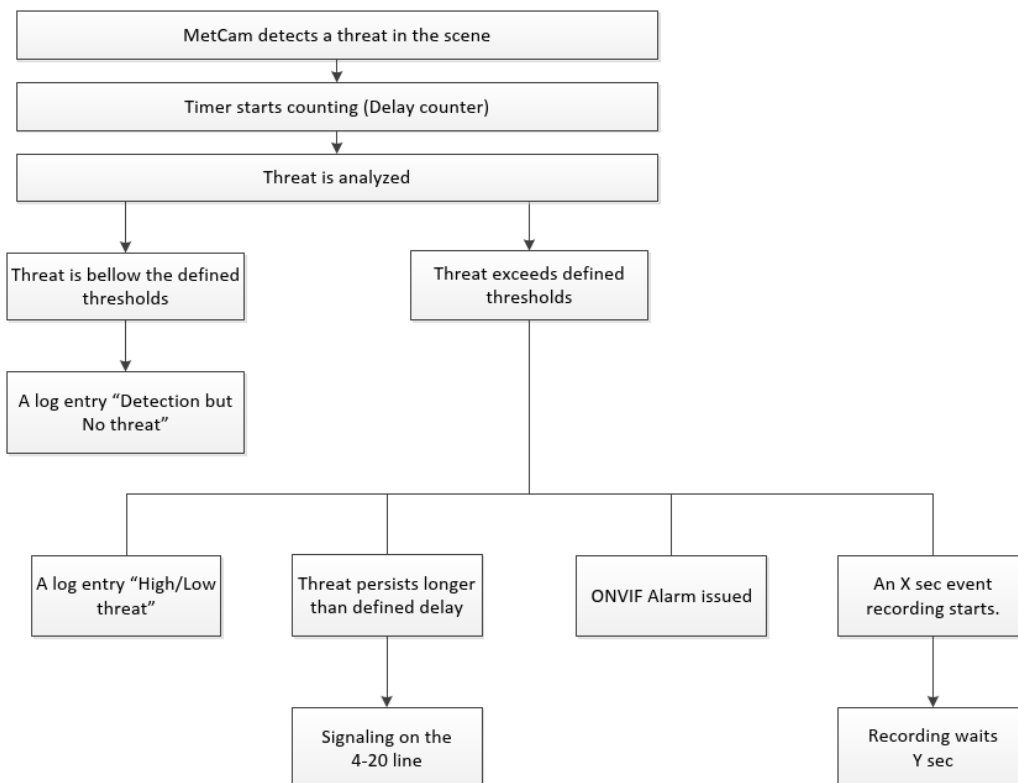 MetCam detects a threat in the scene
Timer starts counting (Delay counter)
Threat is analyzed
Threat is bellow the defined
thresholds
Threat exceeds defined
thresholds
A log entry “Detection but
No threat”
A log entry “High/Low
threat”
Threat persists longer
than defined delay
ONVIF Alarm issued
An X sec event
recording starts.
Signaling on the
4-20 line
Recording waits
Y sec